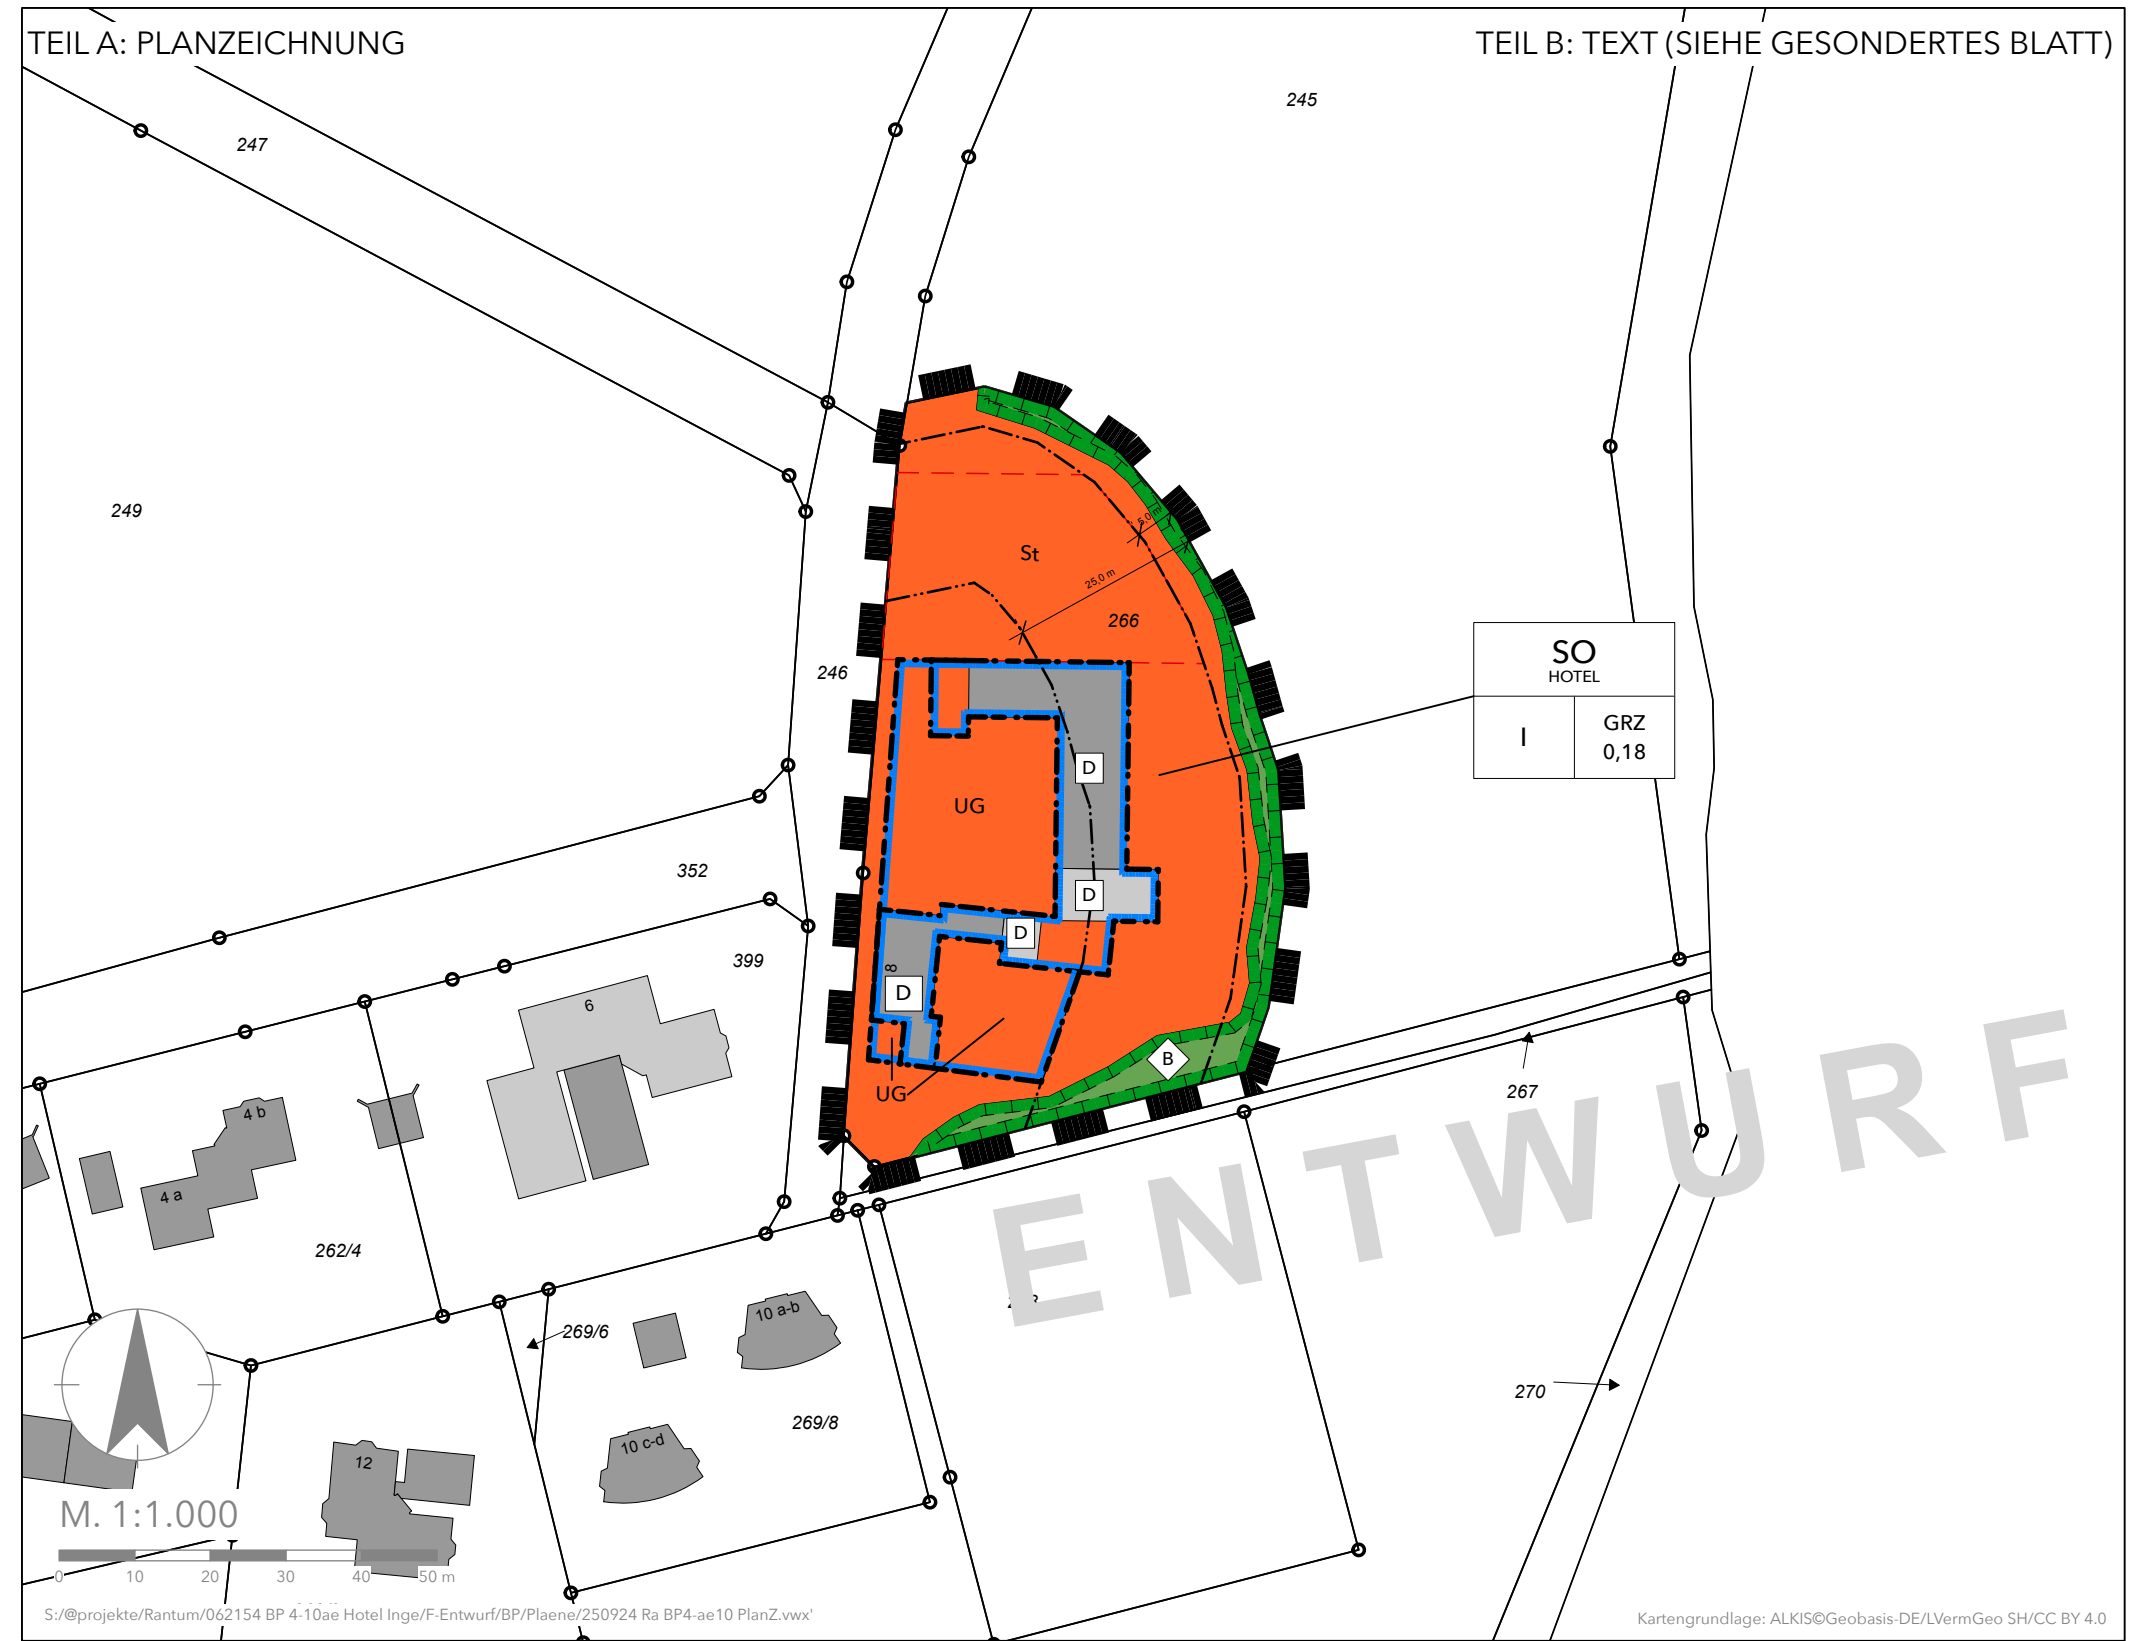 TEIL A: PLANZEICHNUNG
TEIL B: TEXT (SIEHE GESONDERTES BLATT)
245
247
249
5,0 m
St
25,0 m
266
SO
HOTEL
246
I
GRZ
0,18
D
UG
352
D
D
399
8
D
6
B
UG
267
4 b
4 a
262/4
ENTWURF
10 a-b
269/6
270
269/8
10 c-d
12
M. 1:1.000
0 10 20 30 40 50 m
S:/@projekte/Rantum/062154 BP 4-10ae Hotel Inge/F-Entwurf/BP/Plaene/250924 Ra BP4-ae10 PlanZ.vwx'
Kartengrundlage: ALKIS©Geobasis-DE/LVermGeo SH/CC BY 4.0